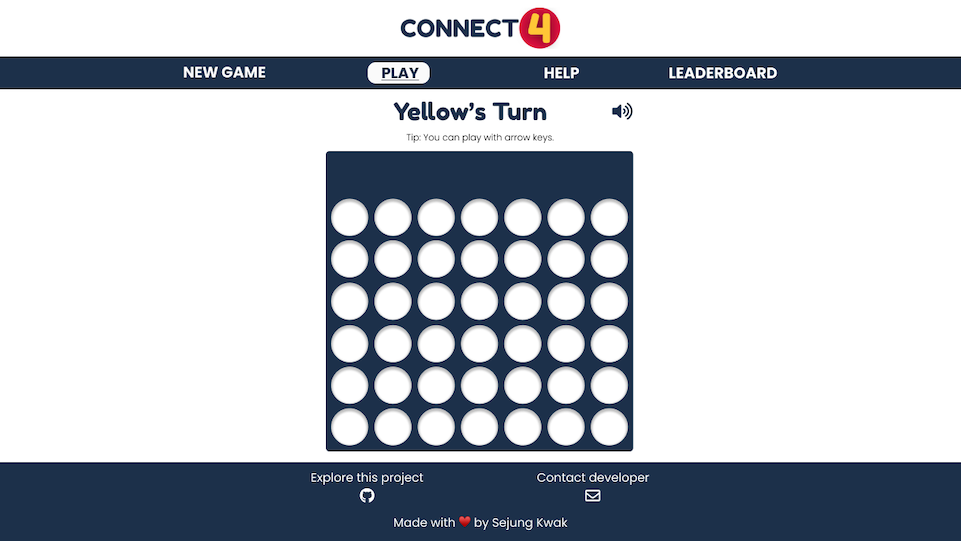 CONNECT 4
NEW GAME PLAY HELP LEADERBOARD
Yellow's Turn
Tip: You can play with arrow keys.
Explore this project Contact developer
Made with ❤️ by Sejung Kwak